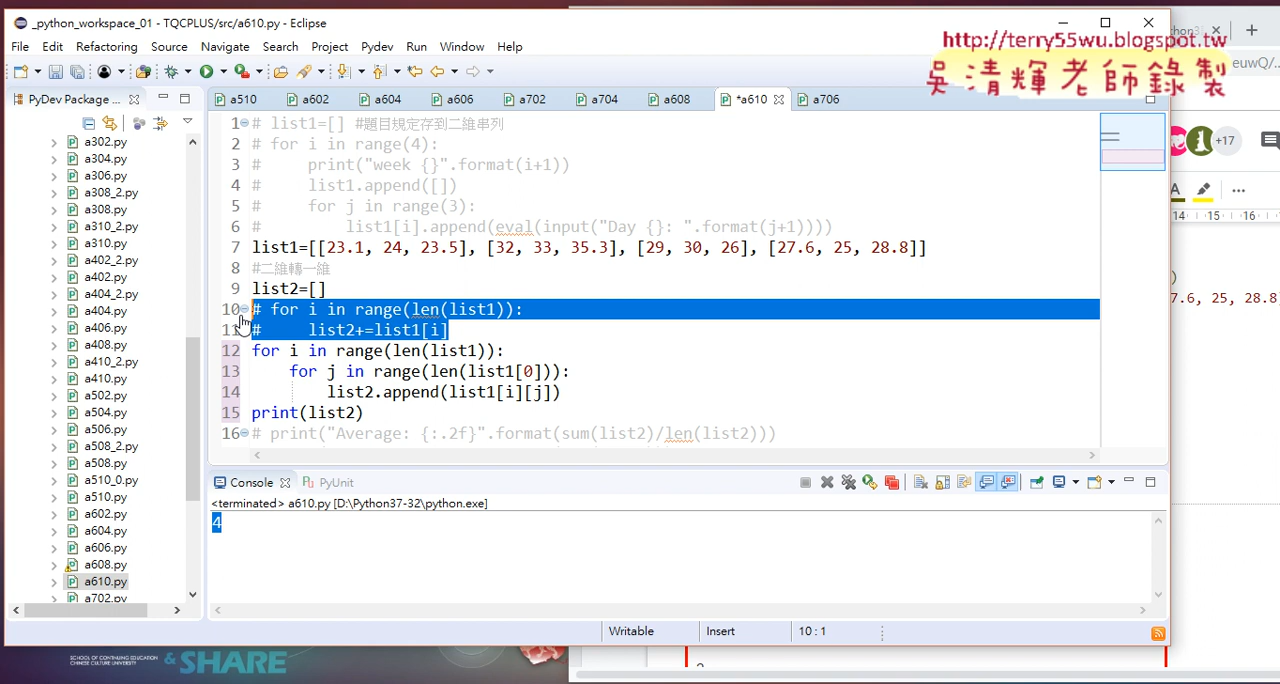 _python_workspace_01 - TQCPLUS/src/a610.py - Eclipse
File Edit Refactoring Source Navigate Search Project Pydev Run Window Help
http://terry55wu.blogspot.tw
吳清輝老師錄製
euwQ/...
PyDev Package ...
a510 a602 a604 a606 a702 a704 a608 *a610 a706
+17
a302.py
a304.py
a306.py
a308_2.py
a308.py
a310_2.py
a310.py
a402_2.py
a402.py
a404_2.py
a404.py
a406.py
a408.py
a410_2.py
a410.py
a502.py
a504.py
a506.py
a508_2.py
a508.py
a510_0.py
a510.py
a602.py
a604.py
a606.py
a608.py
a610.py
a702.py
1 # list1=[] #題目規定存到二維串列
2 # for i in range(4):
3 #     print("week {}".format(i+1))
4 #     list1.append([])
5 #     for j in range(3):
6 #         list1[i].append(eval(input("Day {}: ".format(j+1))))
7 list1=[[23.1, 24, 23.5], [32, 33, 35.3], [29, 30, 26], [27.6, 25, 28.8]]
8 #二維轉一維
9 list2=[]
10 # for i in range(len(list1)):
11 #     list2+=list1[i]
12 for i in range(len(list1)):
13     for j in range(len(list1[0])):
14         list2.append(list1[i][j])
15 print(list2)
16 # print("Average: {:.2f}".format(sum(list2)/len(list2)))
14 15 16
7.6, 25, 28.8]
Console PyUnit
<terminated> a610.py [D:\Python37-32\python.exe]
4
Writable Insert 10 : 1
SCHOOL OF CONTINUING EDUCATION
CHINESE CULTURE UNIVERSITY
& SHARE